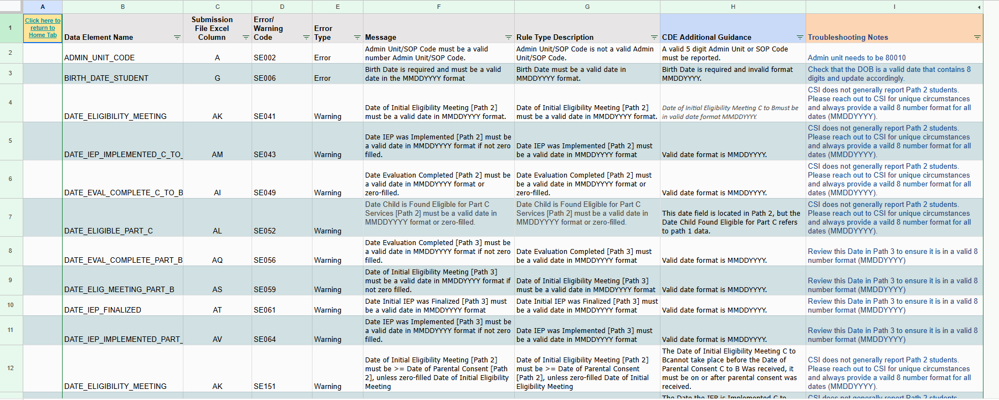 A B C D E F G H I
1
Click here to
return to
Home Tab
Data Element Name
Submission
File Excel
Column
Error/
Warning
Code
Error
Type
Message
Rule Type Description
CDE Additional Guidance
Troubleshooting Notes
2
ADMIN_UNIT_CODE
A
SE002
Error
Admin Unit/SOP Code must be a valid
number Admin Unit/SOP Code.
Admin Unit/SOP Code is not a valid Admin
Unit/SOP Code.
A valid 5 digit Admin Unit or SOP Code
must be reported.
Admin unit needs to be 80010
3
BIRTH_DATE_STUDENT
G
SE006
Error
Birth Date is required and must be a valid
date in the MMDDYYYY format
Birth Date must be a valid date in
MMDDYYYY format.
Birth Date is required and invalid format
MMDDYYYY.
Check that the DOB is a valid date that contains 8
digits and update accordingly.
4
DATE_ELIGIBILITY_MEETING
AK
SE041
Warning
Date of Initial Eligibility Meeting [Path 2]
must be a valid date in MMDDYYYY format.
Date of Initial Eligibility Meeting [Path 2]
must be a valid date in MMDDYYYY format.
Date of Initial Eligibility Meeting C to Bmust be
in valid date format MMDDYYYY.
CSI does not generally report Path 2 students.
Please reach out to CSI for unique circumstances
and always provide a vaild 8 number format for all
dates (MMDDYYYY).
5
DATE_IEP_IMPLEMENTED_C_TO_
AM
SE043
Warning
Date IEP was Implemented [Path 2] must be
a valid date in MMDDYYYY format if not zero
filled.
Date IEP was Implemented [Path 2] must
be a valid date in MMDDYYYY format
Valid date format is MMDDYYYY.
CSI does not generally report Path 2 students.
Please reach out to CSI for unique circumstances
and always provide a vaild 8 number format for all
dates (MMDDYYYY).
6
DATE_EVAL_COMPLETE_C_TO_B
AI
SE049
Warning
Date Evaluation Completed [Path 2] must be
a valid date in MMDDYYYY format or
zero-filled.
Date Evaluation Completed [Path 2] must
be a valid date in MMDDYYYY format or
zero-filled.
Valid date format is MMDDYYYY.
CSI does not generally report Path 2 students.
Please reach out to CSI for unique circumstances
and always provide a vaild 8 number format for all
dates (MMDDYYYY).
7
DATE_ELIGIBLE_PART_C
AL
SE052
Warning
Date Child is Found Eligible for Part C
Services [Path 2] must be a valid date in
MMDDYYYY format or zero-filled.
Date Child is Found Eligible for Part C
Services [Path 2] must be a valid date in
MMDDYYYY format or zero-filled.
This date field is located in Path 2, but the
Date Child Found Eligible for Part C refers
to path 1 data.
CSI does not generally report Path 2 students.
Please reach out to CSI for unique circumstances
and always provide a vaild 8 number format for all
dates (MMDDYYYY).
8
DATE_EVAL_COMPLETE_PART_B
AQ
SE056
Warning
Date Evaluation Completed [Path 3] must be
a valid date in MMDDYYYY format if not zero
filled.
Date Evaluation Completed [Path 3] must
be a valid date in MMDDYYYY format
Valid date format is MMDDYYYY.
Review this Date in Path 3 to ensure it is in a valid 8
number format (MMDDYYYY)
9
DATE_ELIG_MEETING_PART_B
AS
SE059
Warning
Date of Initial Eligibility Meeting [Path 3]
must be a valid date in MMDDYYYY format if
not zero filled.
Date of Initial Eligibility Meeting [Path 3]
must be a valid date in MMDDYYYY format
Valid date format is MMDDYYYY.
Review this Date in Path 3 to ensure it is in a valid 8
number format (MMDDYYYY)
10
DATE_IEP_FINALIZED
AT
SE061
Warning
Date Initial IEP was Finalized [Path 3] must
be a valid date in MMDDYYYY format
Date Initial IEP was Finalized [Path 3] must
be a valid date in MMDDYYYY format
Valid date format is MMDDYYYY.
Review this Date in Path 3 to ensure it is in a valid 8
number format (MMDDYYYY)
11
DATE_IEP_IMPLEMENTED_PART_
AV
SE064
Warning
Date IEP was Implemented [Path 3] must be
a valid date in MMDDYYYY format if not zero
filled.
Date IEP was Implemented [Path 3] must
be a valid date in MMDDYYYY format
Valid date format is MMDDYYYY.
Review this Date in Path 3 to ensure it is in a valid 8
number format (MMDDYYYY)
12
DATE_ELIGIBILITY_MEETING
AK
SE151
Warning
Date of Initial Eligibility Meeting [Path 2]
must be >= Date of Parental Consent [Path
2], unless zero-filled Date of Initial Eligibility
Meeting
Date of Initial Eligibility Meeting [Path 2]
must be >= Date of Parental Consent
[Path 2], unless zero-filled Date of Initial
Eligibility Meeting
The Date of Initial Eligibility Meeting C to
Bcannot take place before the Date of
Parental Consent C to B Was received, it
must be on or after parental consent was
received.
CSI does not generally report Path 2 students.
Please reach out to CSI for unique circumstances
and always provide a vaild 8 number format for all
dates (MMDDYYYY).
The Date the IEP is Implemented C to
CSI does not generally report Path 2 students.